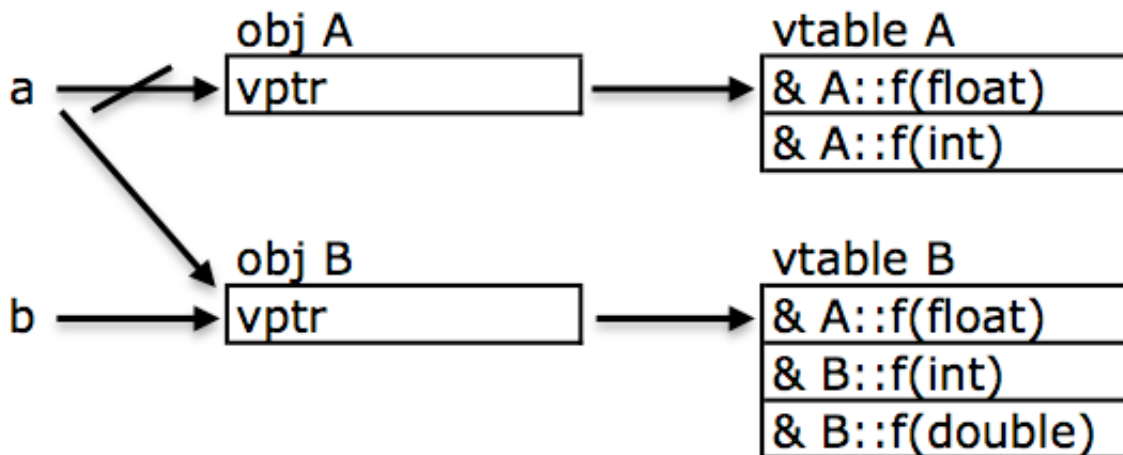 obj A
vtable A
a
vptr
& A::f(float)
& A::f(int)
obj B
vtable B
b
vptr
& A::f(float)
& B::f(int)
& B::f(double)